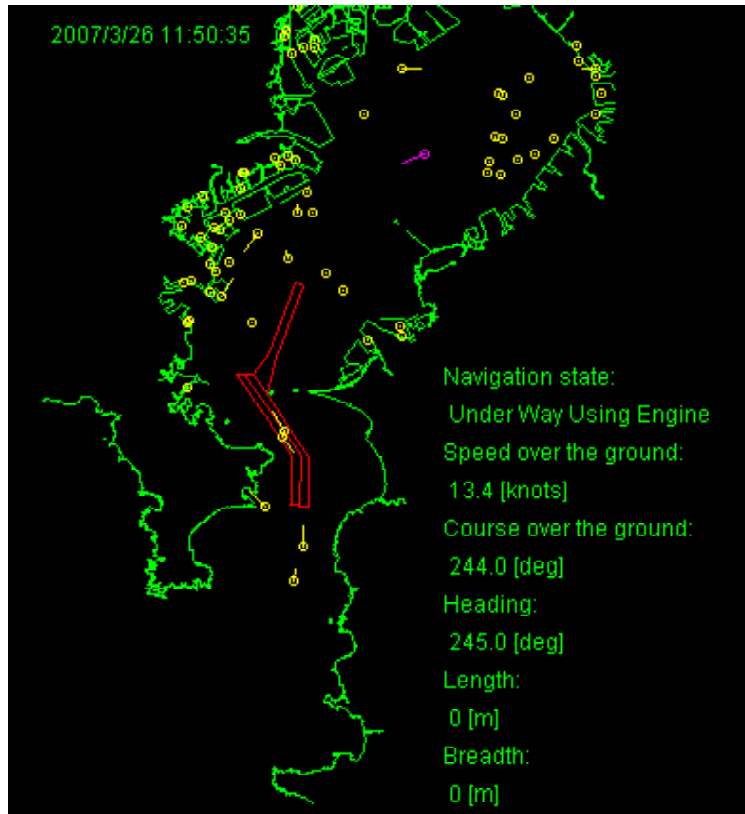 2007/3/26 11:50:35
Navigation state:
Under Way Using Engine
Speed over the ground:
13.4 [knots]
Course over the ground:
244.0 [deg]
Heading:
245.0 [deg]
Length:
0 [m]
Breadth:
0 [m]